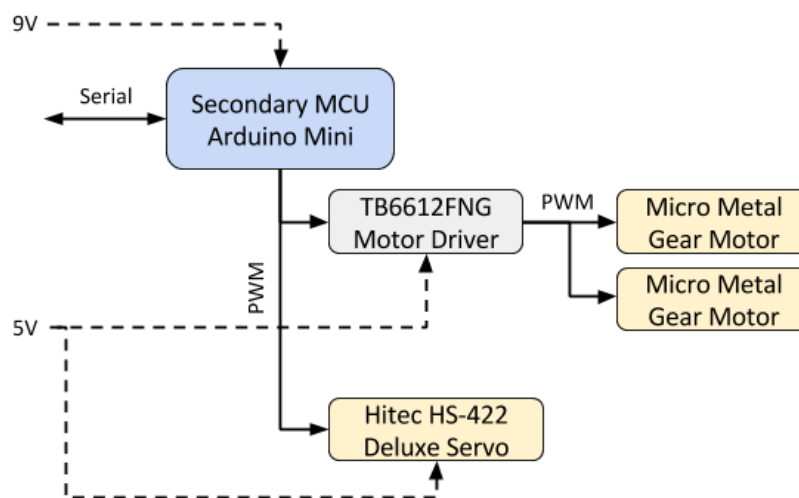 9V
Serial
Secondary MCU
Arduino Mini
TB6612FNG
Motor Driver
PWM
Micro Metal
Gear Motor
Micro Metal
Gear Motor
PWM
5V
Hitec HS-422
Deluxe Servo